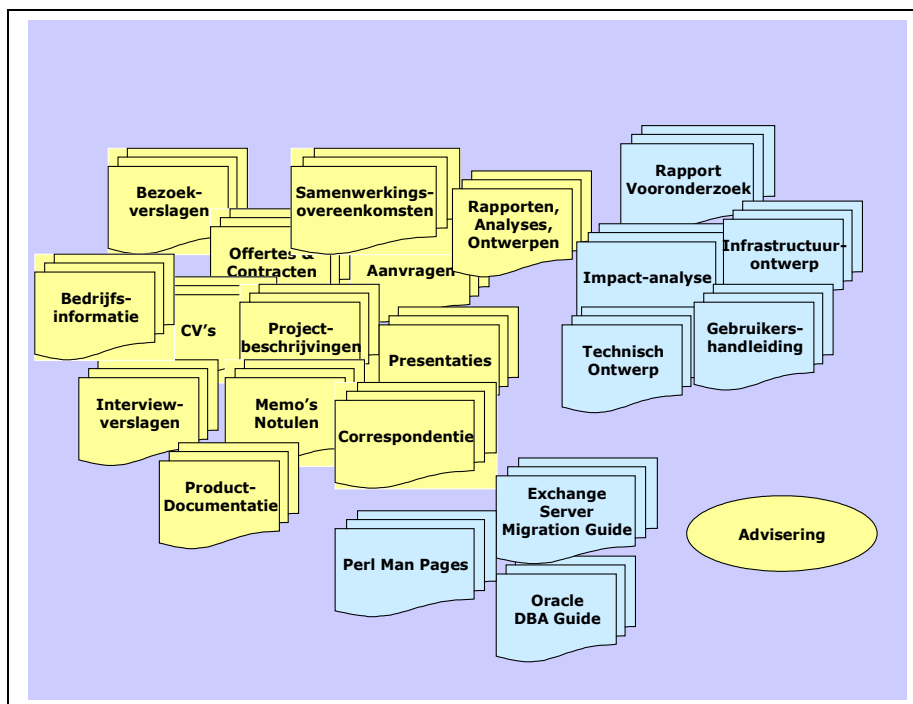 Bezoek-
verslagen
Samenwerkings-
overeenkomsten
Rapporten,
Analyses,
Ontwerpen
Offertes &
Contracten
Aanvragen
Bedrijfs-
informatie
CV's
Project-
beschrijvingen
Presentaties
Interview-
verslagen
Memo's
Notulen
Correspondentie
Product-
Documentatie
Rapport
Vooronderzoek
Infrastructuur-
ontwerp
Impact-analyse
Gebruikers-
handleiding
Technisch
Ontwerp
Exchange
Server
Migration Guide
Perl Man Pages
Oracle
DBA Guide
Advisering